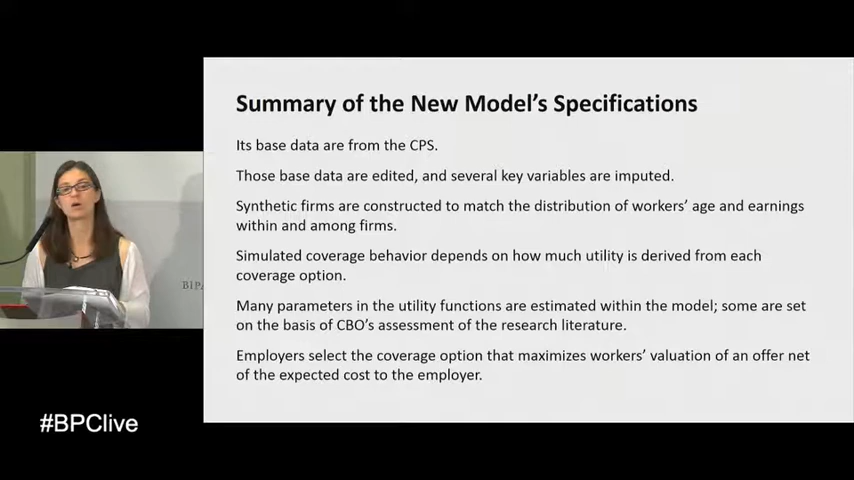 Summary of the New Model's Specifications
Its base data are from the CPS.
Those base data are edited, and several key variables are imputed.
Synthetic firms are constructed to match the distribution of workers' age and earnings
within and among firms.
Simulated coverage behavior depends on how much utility is derived from each
coverage option.
Many parameters in the utility functions are estimated within the model; some are set
on the basis of CBO's assessment of the research literature.
Employers select the coverage option that maximizes workers' valuation of an offer net
of the expected cost to the employer.
#BPClive